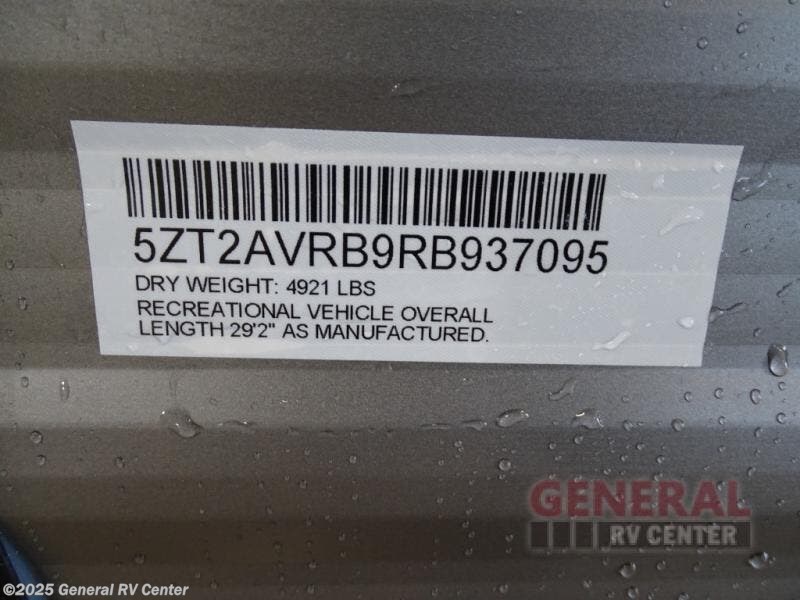 5ZT2AVRB9RB937095
DRY WEIGHT: 4921 LBS
RECREATIONAL VEHICLE OVERALL
LENGTH 29'2" AS MANUFACTURED.
GENERAL
RV CENTER
©2025 General RV Center